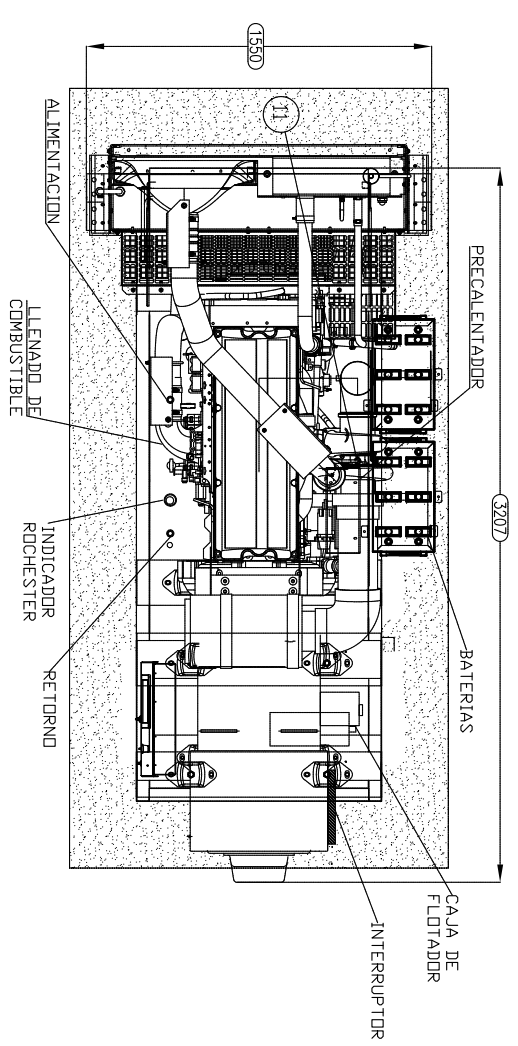 1550
11
ALIMENTACION
LLENADO DE
COMBUSTIBLE
PRECALENTADOR
3207
INDICADOR
ROCHESTER
RETORNO
BATERIAS
CAJA DE
FLOTADOR
INTERRUPTOR